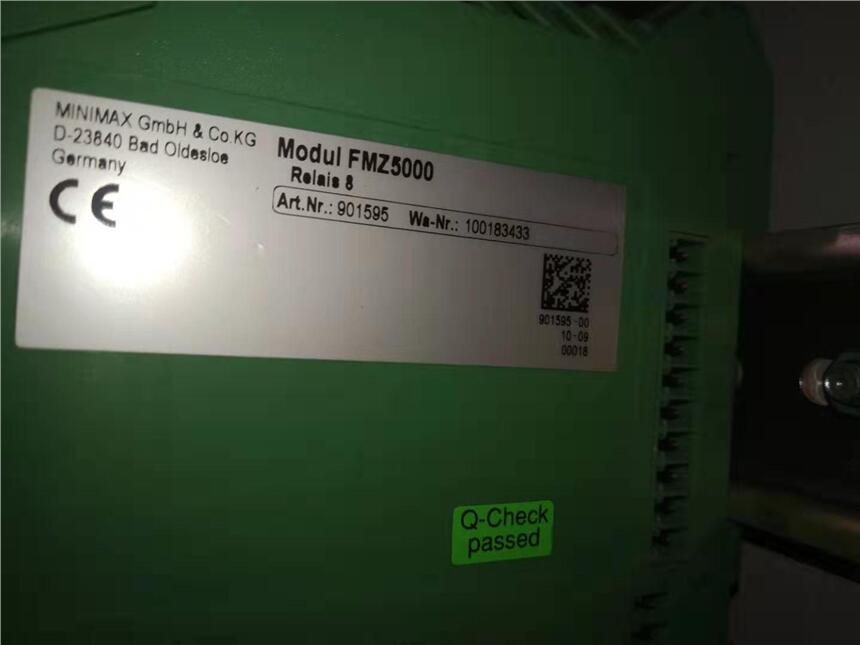 MINIMAX GmbH & Co.KG
D-23840 Bad Oldesloe
Germany
CE
Modul FMZ5000
Relais 8
Art.Nr.: 901595 Wa-Nr.: 100183433
901595-00
10-09
00018
Q-Check
passed